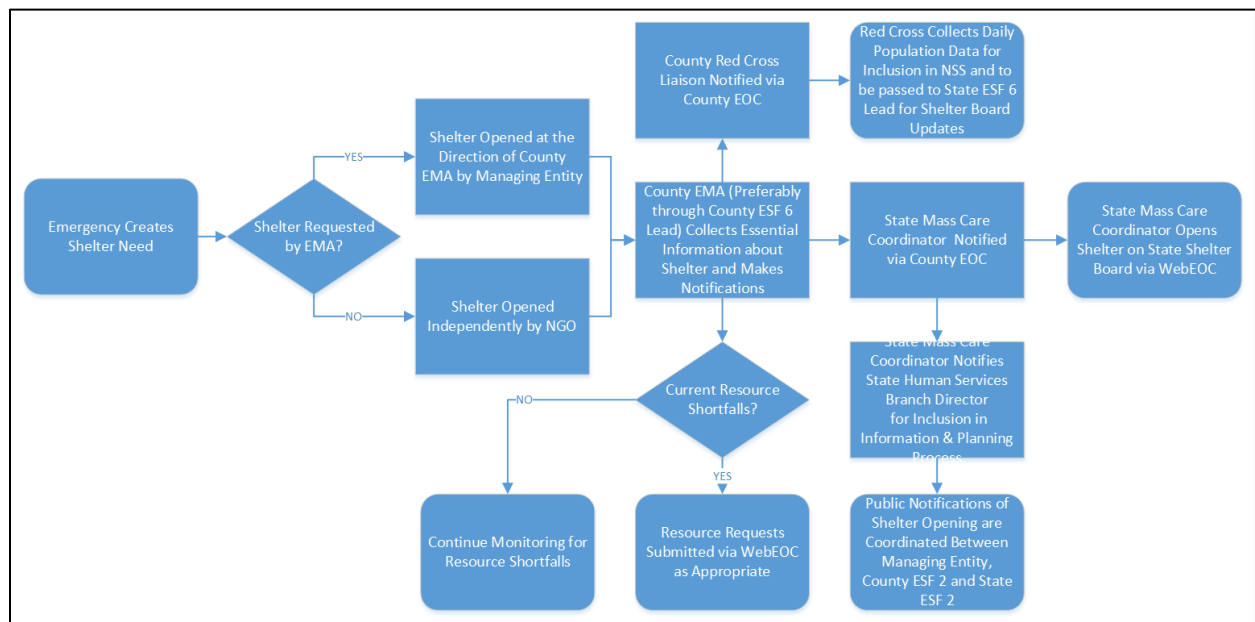 Emergency Creates
Shelter Need
Shelter Requested
by EMA?
YES
NO
Shelter Opened at the
Direction of County
EMA by Managing Entity
Shelter Opened
Independently by NGO
County Red Cross
Liaison Notified via
County EOC
Red Cross Collects Daily
Population Data for
Inclusion in NSS and to
be passed to State ESF 6
Lead for Shelter Board
Updates
County EMA (Preferably
through County ESF 6
Lead) Collects Essential
Information about
Shelter and Makes
Notifications
State Mass Care
Coordinator Notified
via County EOC
State Mass Care
Coordinator Opens
Shelter on State Shelter
Board via WebEOC
Current Resource
Shortfalls?
NO
YES
Continue Monitoring for
Resource Shortfalls
Resource Requests
Submitted via WebEOC
as Appropriate
State Mass Care
Coordinator Notifies
State Human Services
Branch Director
for Inclusion in
Information & Planning
Process
Public Notifications of
Shelter Opening are
Coordinated Between
Managing Entity,
County ESF 2 and State
ESF 2